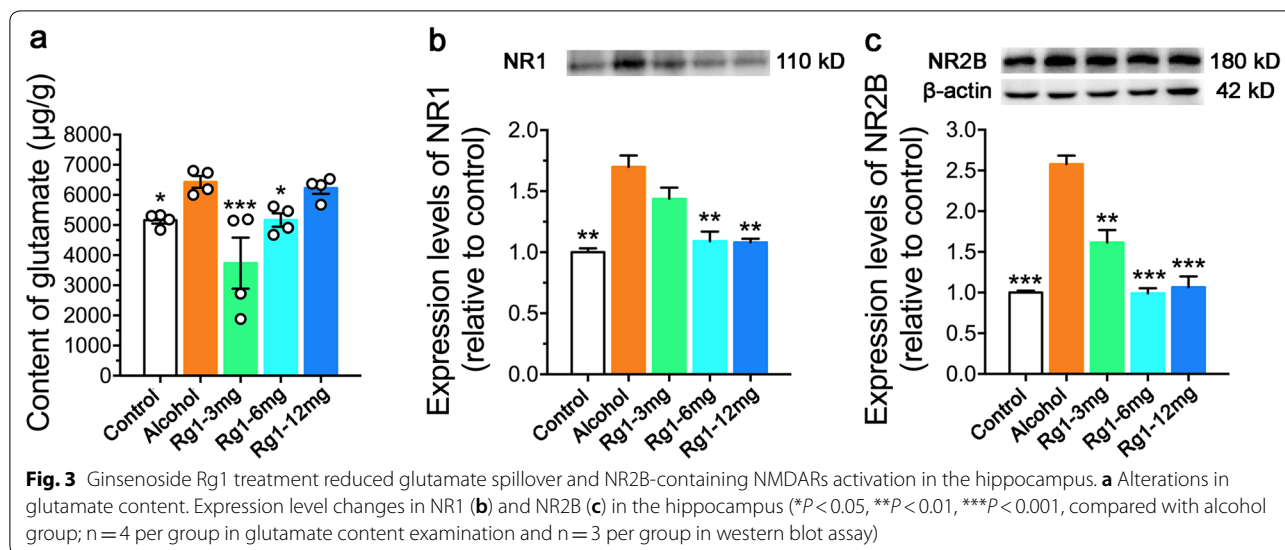 a
Content of glutamate (µg/g)
8000
7000
6000
5000
4000
3000
2000
1000
0
*
***
*
Control
Alcohol
Rg1-3mg
Rg1-6mg
Rg1-12mg
b
NR1
110 kD
Expression levels of NR1
(relative to control)
2.0
1.5
1.0
0.5
0.0
**
**
**
Control
Alcohol
Rg1-3mg
Rg1-6mg
Rg1-12mg
c
NR2B
180 kD
β-actin
42 kD
Expression levels of NR2B
(relative to control)
3.0
2.5
2.0
1.5
1.0
0.5
0.0
***
**
***
***
Control
Alcohol
Rg1-3mg
Rg1-6mg
Rg1-12mg
Fig. 3 Ginsenoside Rg1 treatment reduced glutamate spillover and NR2B-containing NMDARs activation in the hippocampus. a Alterations in
glutamate content. Expression level changes in NR1 (b) and NR2B (c) in the hippocampus (*P < 0.05, **P < 0.01, ***P < 0.001, compared with alcohol
group; n = 4 per group in glutamate content examination and n = 3 per group in western blot assay)